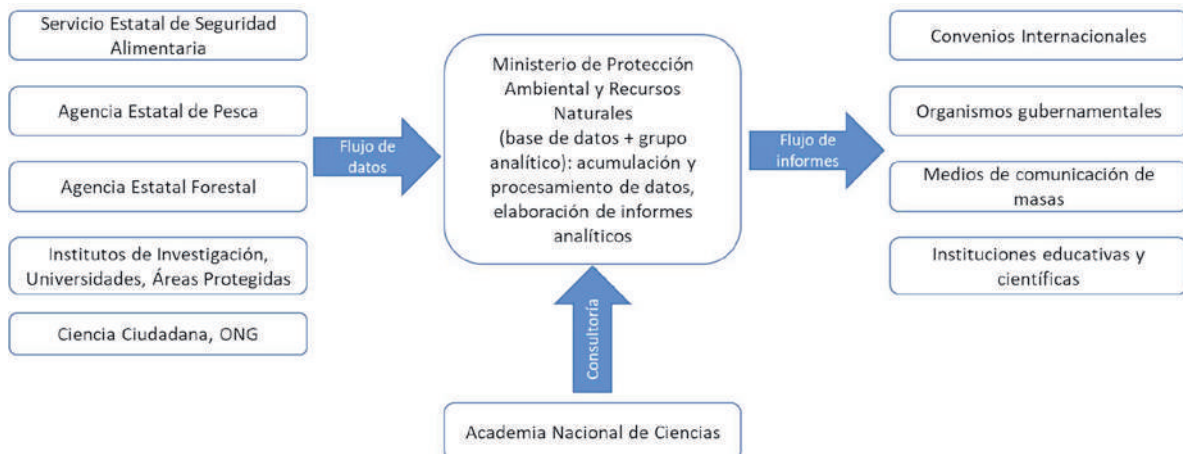 Servicio Estatal de Seguridad
Alimentaria
Agencia Estatal de Pesca
Agencia Estatal Forestal
Institutos de Investigación,
Universidades, Áreas Protegidas
Ciencia Ciudadana, ONG
Flujo de
datos
Ministerio de Protección
Ambiental y Recursos
Naturales
(base de datos + grupo
analítico): acumulación y
procesamiento de datos,
elaboración de informes
analíticos
Consultoría
Academia Nacional de Ciencias
Flujo de
informes
Convenios Internacionales
Organismos gubernamentales
Medios de comunicación de
masas
Instituciones educativas y
científicas